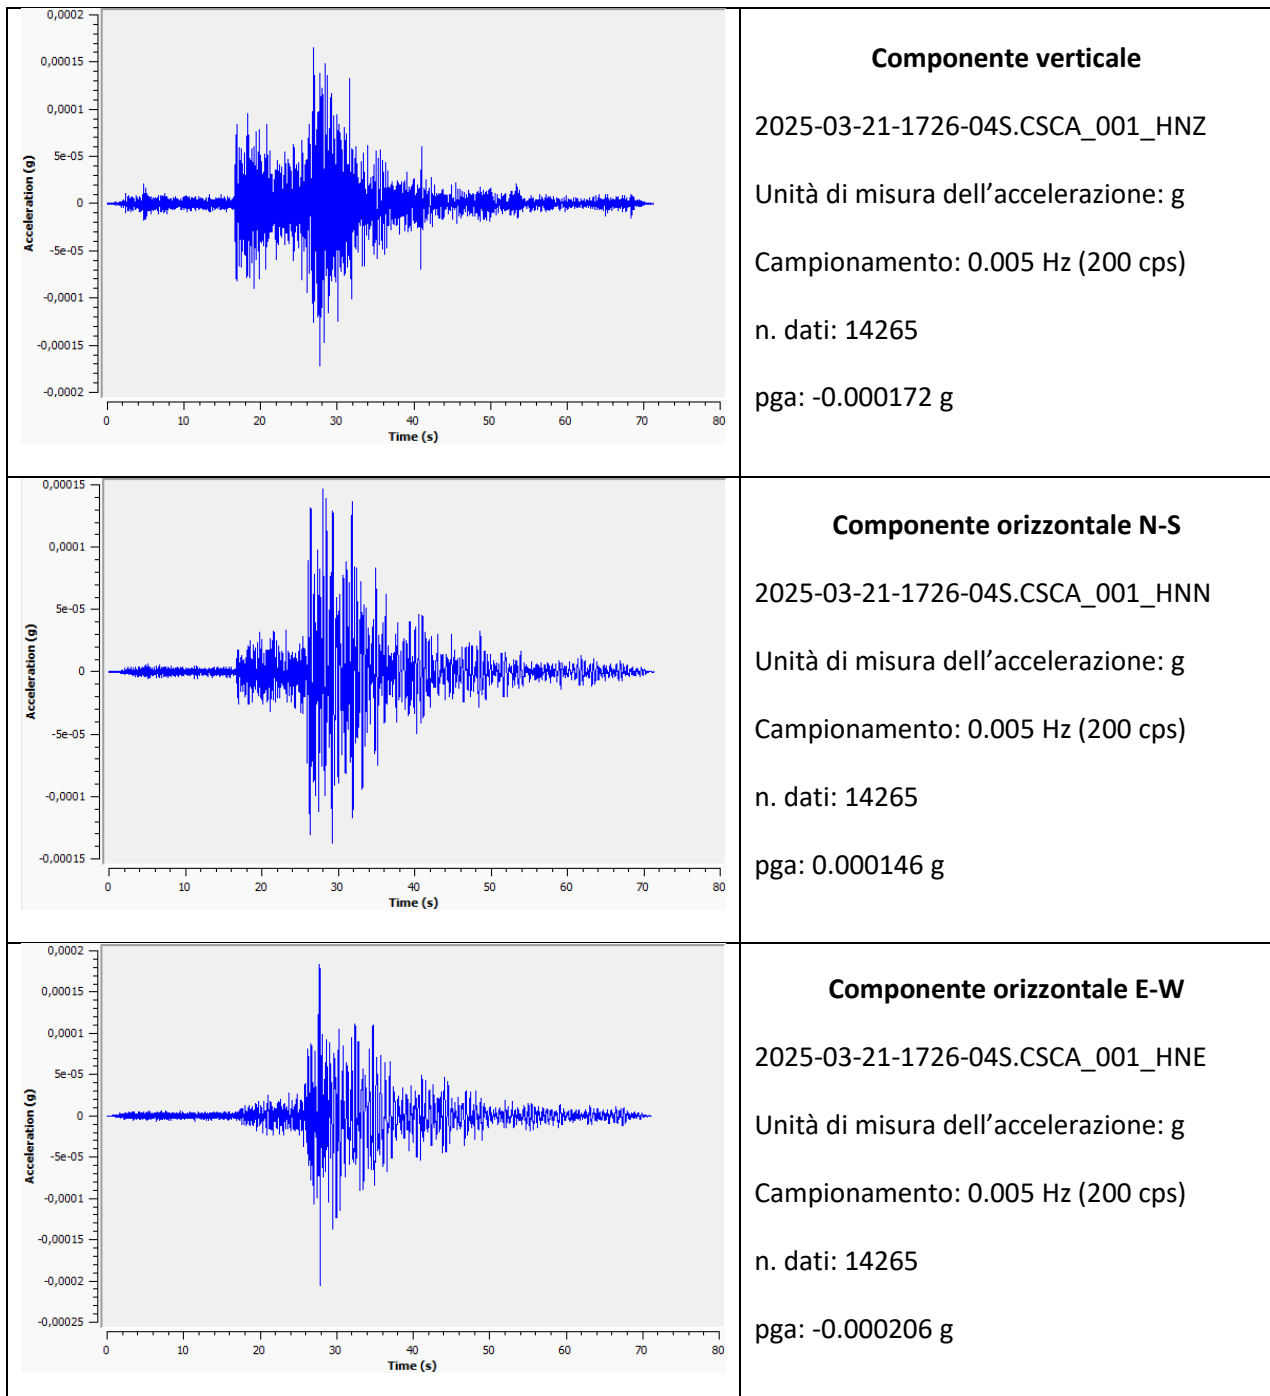 0,0002
0,00015
0,0001
5e-05
0
-5e-05
-0,0001
-0,00015
-0,0002
Acceleration (g)
0 10 20 30 40 50 60 70 80
Time (s)
Componente verticale
2025-03-21-1726-04S.CSCA_001_HNZ
Unità di misura dell’accelerazione: g
Campionamento: 0.005 Hz (200 cps)
n. dati: 14265
pga: -0.000172 g
0,00015
0,0001
5e-05
0
-5e-05
-0,0001
-0,00015
Acceleration (g)
0 10 20 30 40 50 60 70 80
Time (s)
Componente orizzontale N-S
2025-03-21-1726-04S.CSCA_001_HNN
Unità di misura dell’accelerazione: g
Campionamento: 0.005 Hz (200 cps)
n. dati: 14265
pga: 0.000146 g
0,0002
0,00015
0,0001
5e-05
0
-5e-05
-0,0001
-0,00015
-0,0002
-0,00025
Acceleration (g)
0 10 20 30 40 50 60 70 80
Time (s)
Componente orizzontale E-W
2025-03-21-1726-04S.CSCA_001_HNE
Unità di misura dell’accelerazione: g
Campionamento: 0.005 Hz (200 cps)
n. dati: 14265
pga: -0.000206 g